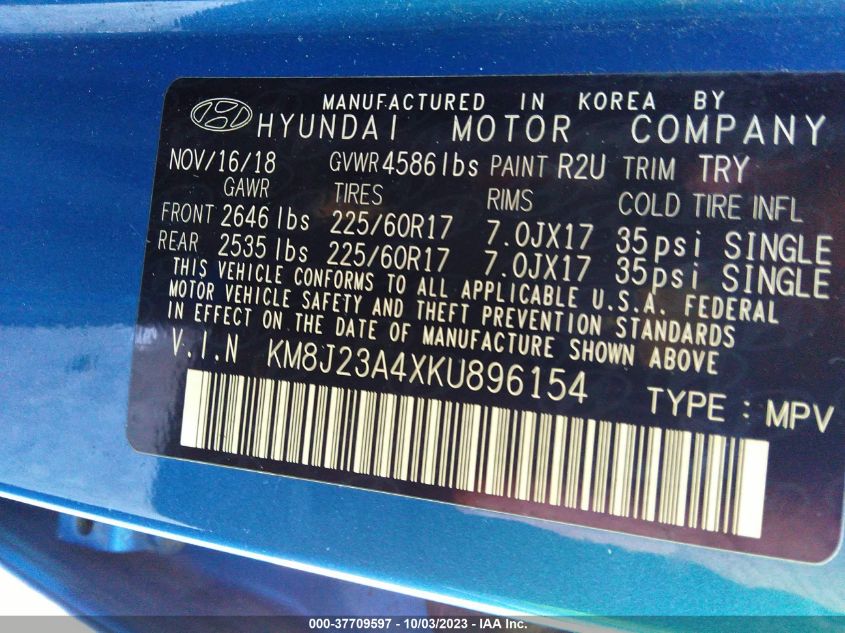 MANUFACTURED IN KOREA BY
HYUNDAI MOTOR COMPANY
NOV/16/18 GVWR 4586 lbs PAINT R2U TRIM TRY
GAWR TIRES RIMS COLD TIRE INFL
FRONT 2646 lbs 225/60R17 7.0JX17 35psi SINGLE
REAR 2535 lbs 225/60R17 7.0JX17 35psi SINGLE
THIS VEHICLE CONFORMS TO ALL APPLICABLE U.S.A. FEDERAL
MOTOR VEHICLE SAFETY AND THEFT PREVENTION STANDARDS
IN EFFECT ON THE DATE OF MANUFACTURE SHOWN ABOVE
V.I.N KM8J23A4XKU896154 TYPE : MPV
000-37709597 - 10/03/2023 - IAA Inc.